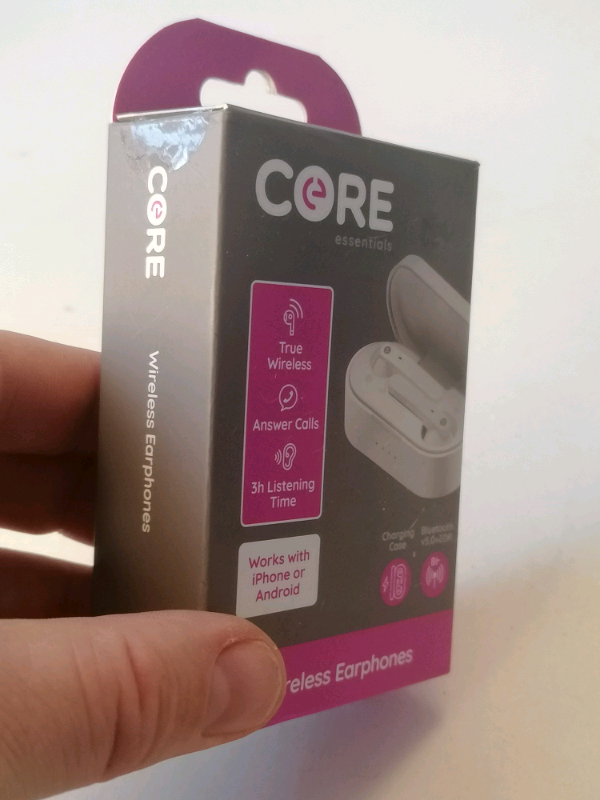 CORE
Wireless Earphones
CORE
essentials
True
Wireless
Answer Calls
3h Listening
Time
Works with
iPhone or
Android
Charging
Case
Bluetooth
reless Earphones